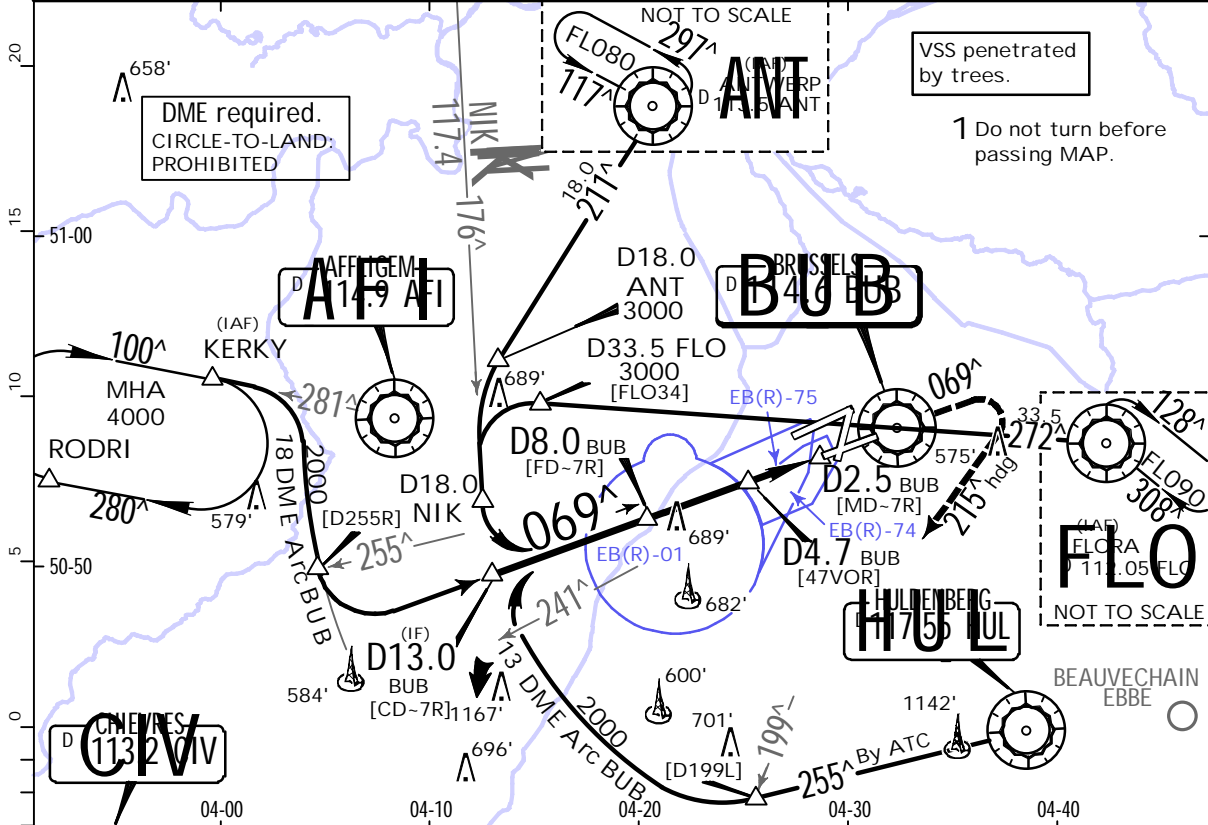 NOT TO SCALE
FL080
297^
117^
(IAF)
ANTWERP
D 113.5 ANT
ANT
VSS penetrated
by trees.
1 Do not turn before
passing MAP.
20
658'
DME required.
CIRCLE-TO-LAND:
PROHIBITED
NIK
117.4
176^
18.0
211^
15
51-00
D18.0
ANT
3000
AFFLIGEM
D 114.9 AFI
AFI
BRUSSELS
D 114.6 BUB
BUB
100^
(IAF)
KERKY
MHA
4000
281^
D33.5 FLO
3000
[FLO34]
689'
EB(R)-75
069^
10
RODRI
280^
579'
18 DME Arc BUB
2000
D8.0 BUB
[FD~7R]
33.5
272^
575'
128^
FL090
308^
D18.0
NIK
069^
D2.5 BUB
[MD~7R]
215^ hdg
[D255R]
255^
EB(R)-01
689'
EB(R)-74
D4.7 BUB
[47VOR]
(IAF)
FLORA
112.05 FLO
FLO
NOT TO SCALE
5
50-50
241^
682'
HULDENBERG
D 117.55 HUL
HUL
(IF)
D13.0
BUB
[CD~7R]
584'
1167'
13 DME Arc BUB
2000
600'
701'
199^
1142'
BEAUVECHAIN
EBBE
0
CHIEVRES
D 113.2 CIV
CIV
696'
[D199L]
255^ By ATC
04-00
04-10
04-20
04-30
04-40